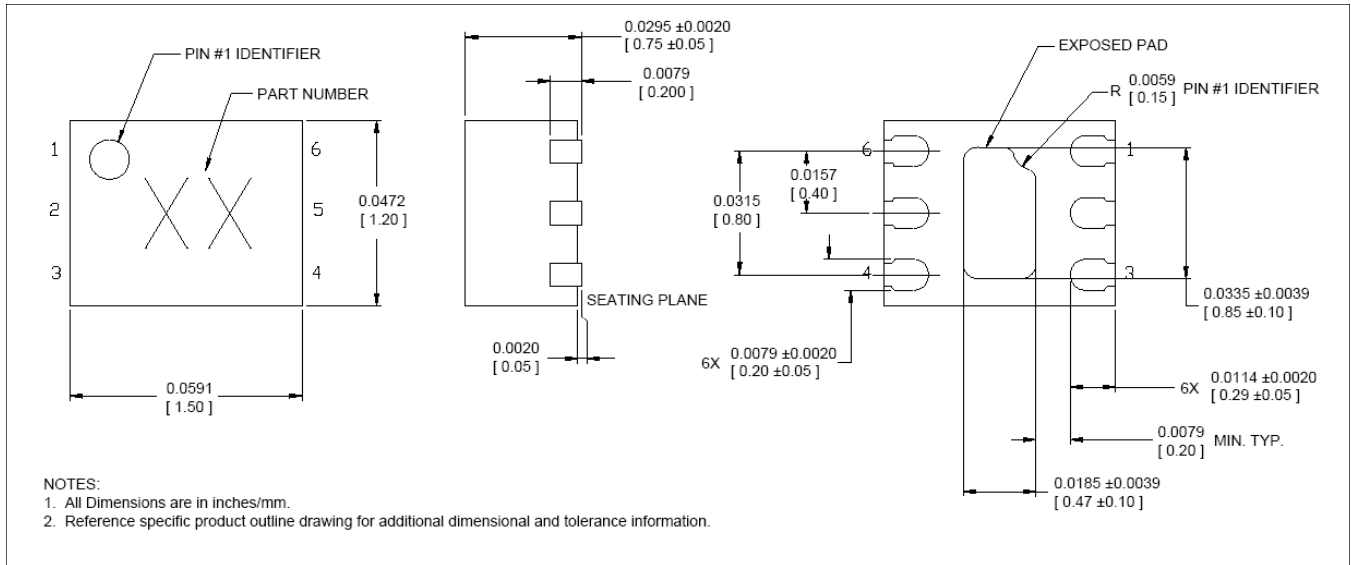 PIN #1 IDENTIFIER
PART NUMBER
1
2
3
6
5
4
0.0472
[ 1.20 ]
0.0591
[ 1.50 ]
0.0295 ±0.0020
[ 0.75 ±0.05 ]
0.0079
[ 0.200 ]
SEATING PLANE
0.0020
[ 0.05 ]
EXPOSED PAD
R 0.0059
[ 0.15 ]
PIN #1 IDENTIFIER
6
4
1
3
0.0157
[ 0.40 ]
0.0315
[ 0.80 ]
0.0335 ±0.0039
[ 0.85 ±0.10 ]
6X 0.0079 ±0.0020
[ 0.20 ±0.05 ]
6X 0.0114 ±0.0020
[ 0.29 ±0.05 ]
0.0079
[ 0.20 ]
MIN. TYP.
0.0185 ±0.0039
[ 0.47 ±0.10 ]
XX
NOTES:
1. All Dimensions are in inches/mm.
2. Reference specific product outline drawing for additional dimensional and tolerance information.